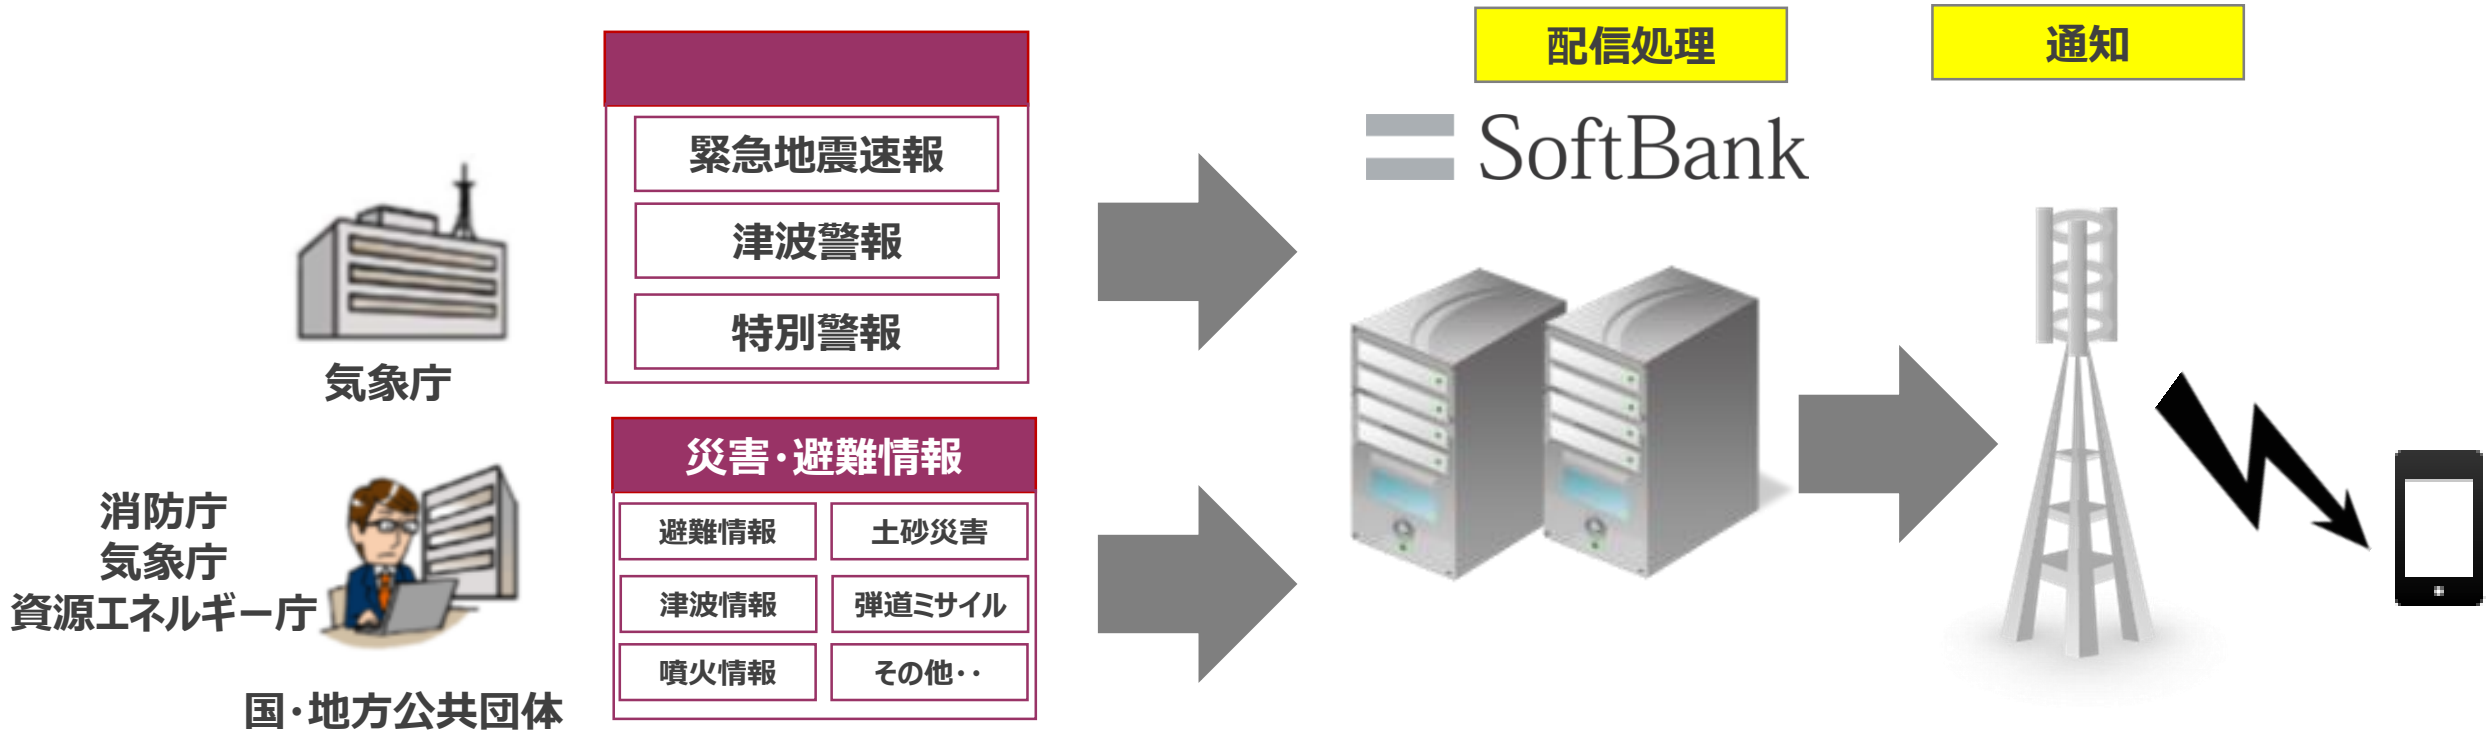 配信処理
通知
SoftBank
緊急地震速報
津波警報
特別警報
気象庁
災害・避難情報
避難情報
土砂災害
津波情報
弾道ミサイル
噴火情報
その他・・
消防庁
気象庁
資源エネルギー庁
国・地方公共団体